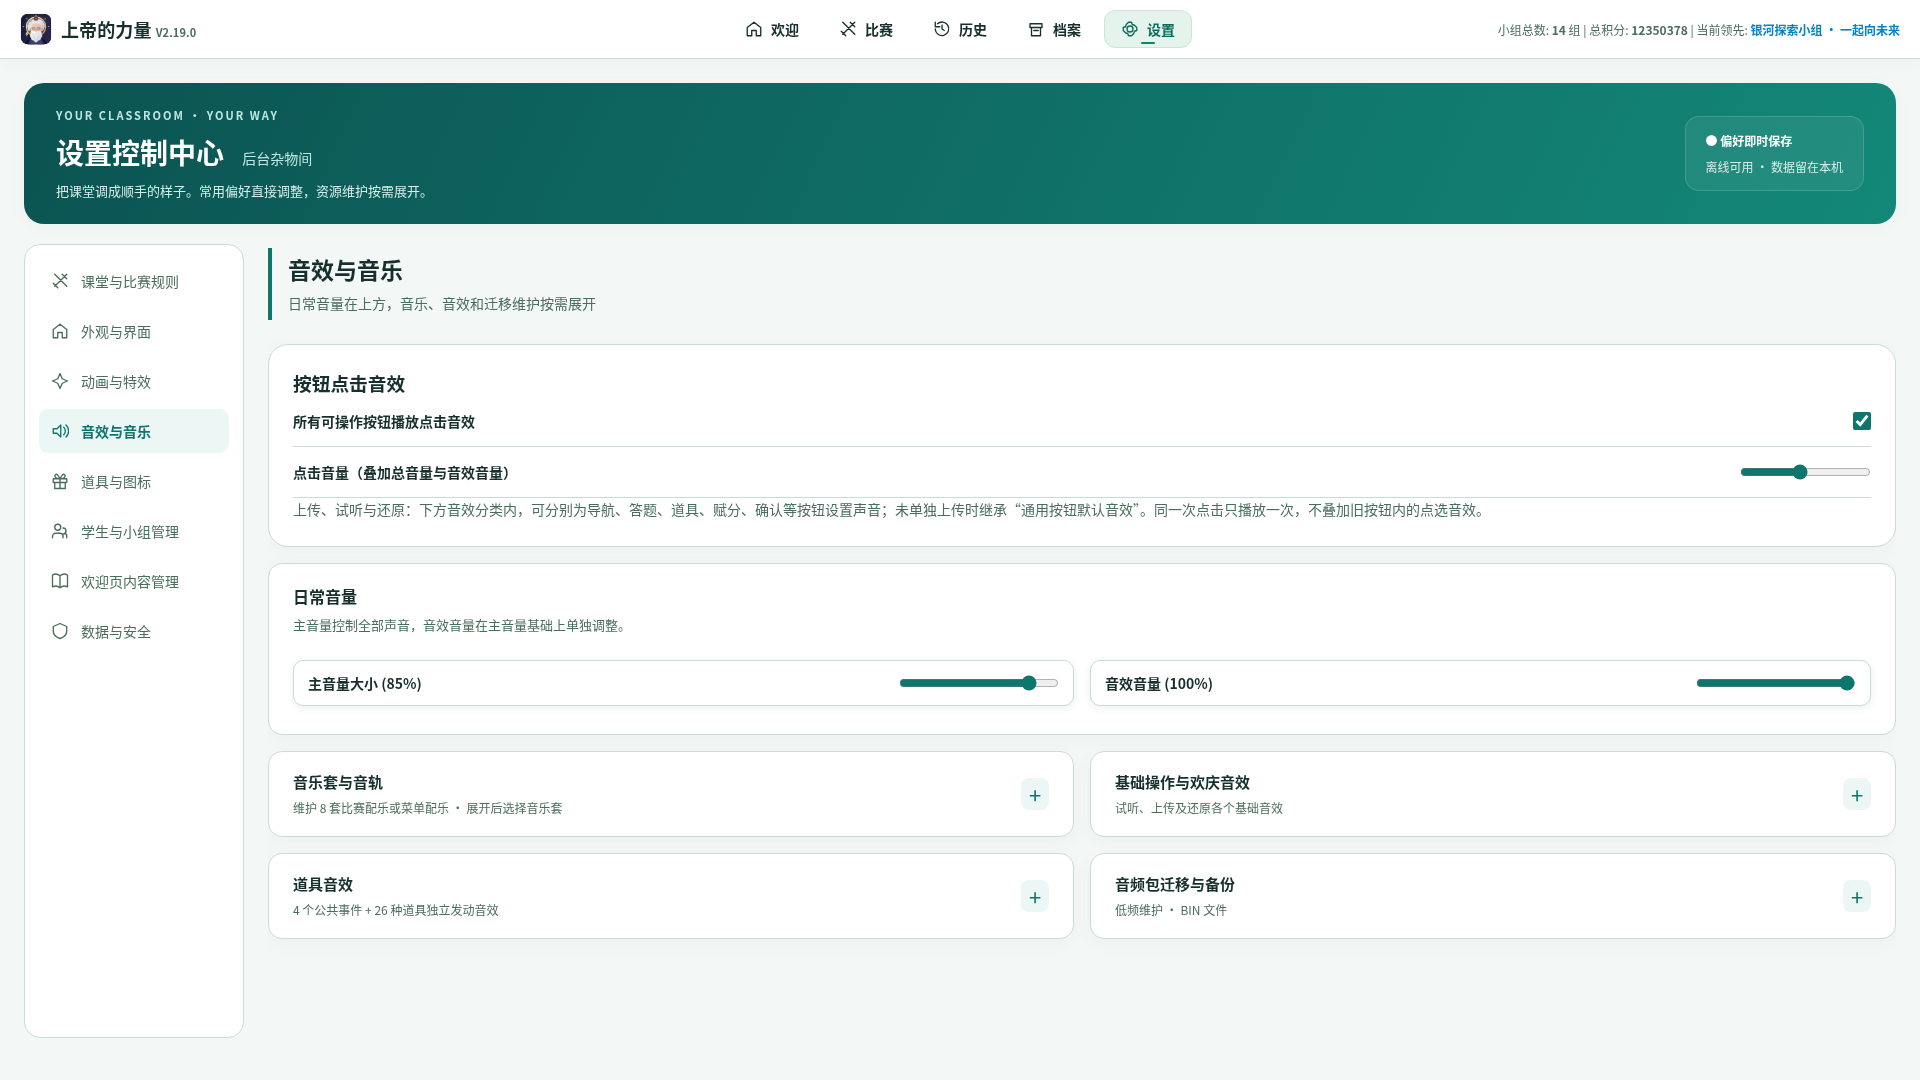 上帝的力量 V2.19.0
欢迎
比赛
历史
档案
设置
小组总数: 14 组 | 总积分: 12350378 | 当前领先: 银河探索小组 · 一起向未来
YOUR CLASSROOM · YOUR WAY
设置控制中心 后台杂物间
把课堂调成顺手的样子。常用偏好直接调整，资源维护按需展开。
偏好即时保存
离线可用 · 数据留在本机
课堂与比赛规则
外观与界面
动画与特效
音效与音乐
道具与图标
学生与小组管理
欢迎页内容管理
数据与安全
音效与音乐
日常音量在上方，音乐、音效和迁移维护按需展开
按钮点击音效
所有可操作按钮播放点击音效
点击音量（叠加总音量与音效音量）
上传、试听与还原：下方音效分类内，可分别为导航、答题、道具、赋分、确认等按钮设置声音；未单独上传时继承“通用按钮默认音效”。同一次点击只播放一次，不叠加旧按钮内的点选音效。
日常音量
主音量控制全部声音，音效音量在主音量基础上单独调整。
主音量大小 (85%)
音效音量 (100%)
音乐套与音轨
维护 8 套比赛配乐或菜单配乐 · 展开后选择音乐套
+
基础操作与欢庆音效
试听、上传及还原各个基础音效
+
道具音效
4 个公共事件 + 26 种道具独立发动音效
+
音频包迁移与备份
低频维护 · BIN 文件
+